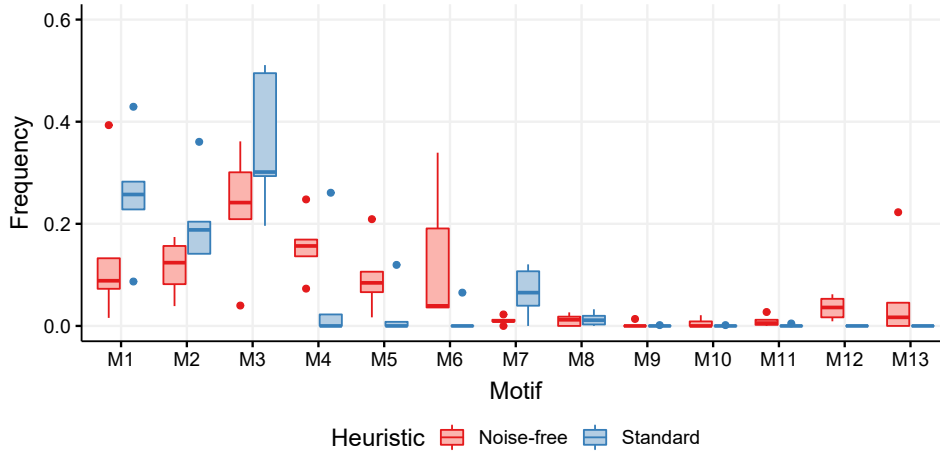 0.6
0.4
0.2
0.0
Frequency
M1 M2 M3 M4 M5 M6 M7 M8 M9 M10 M11 M12 M13
Motif
Heuristic Noise-free Standard